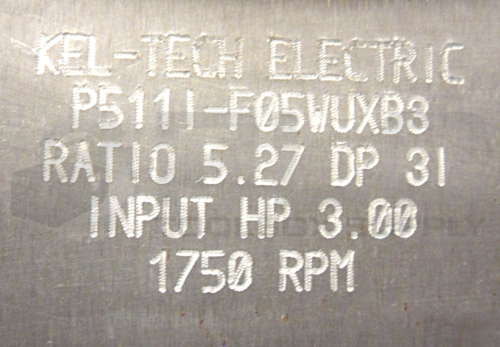 KEL-TECH ELECTRIC
P5111-F05WUXB3
RATIO 5.27 DP 31
INPUT HP 3.00
1750 RPM